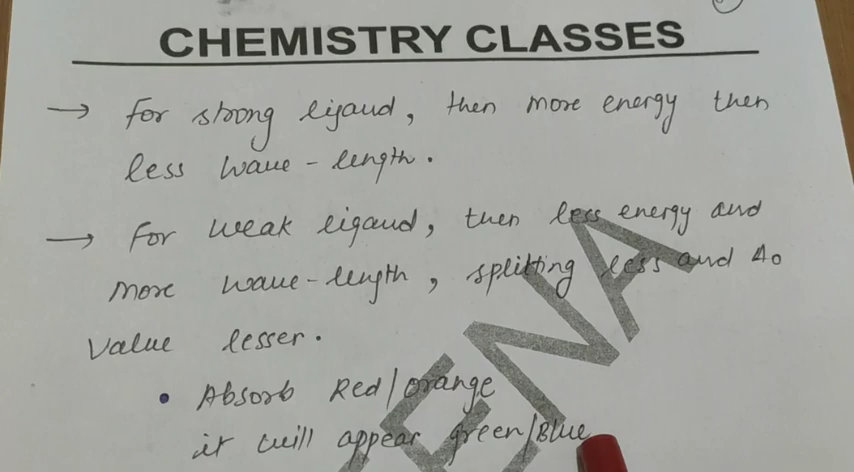 CHEMISTRY CLASSES
→ for strong ligand, then more energy then
less wave-length.
→ For weak ligand, then less energy and
more wave-length, splitting less and Δo
value lesser.
• Absorb Red/orange
it will appear green/Blue